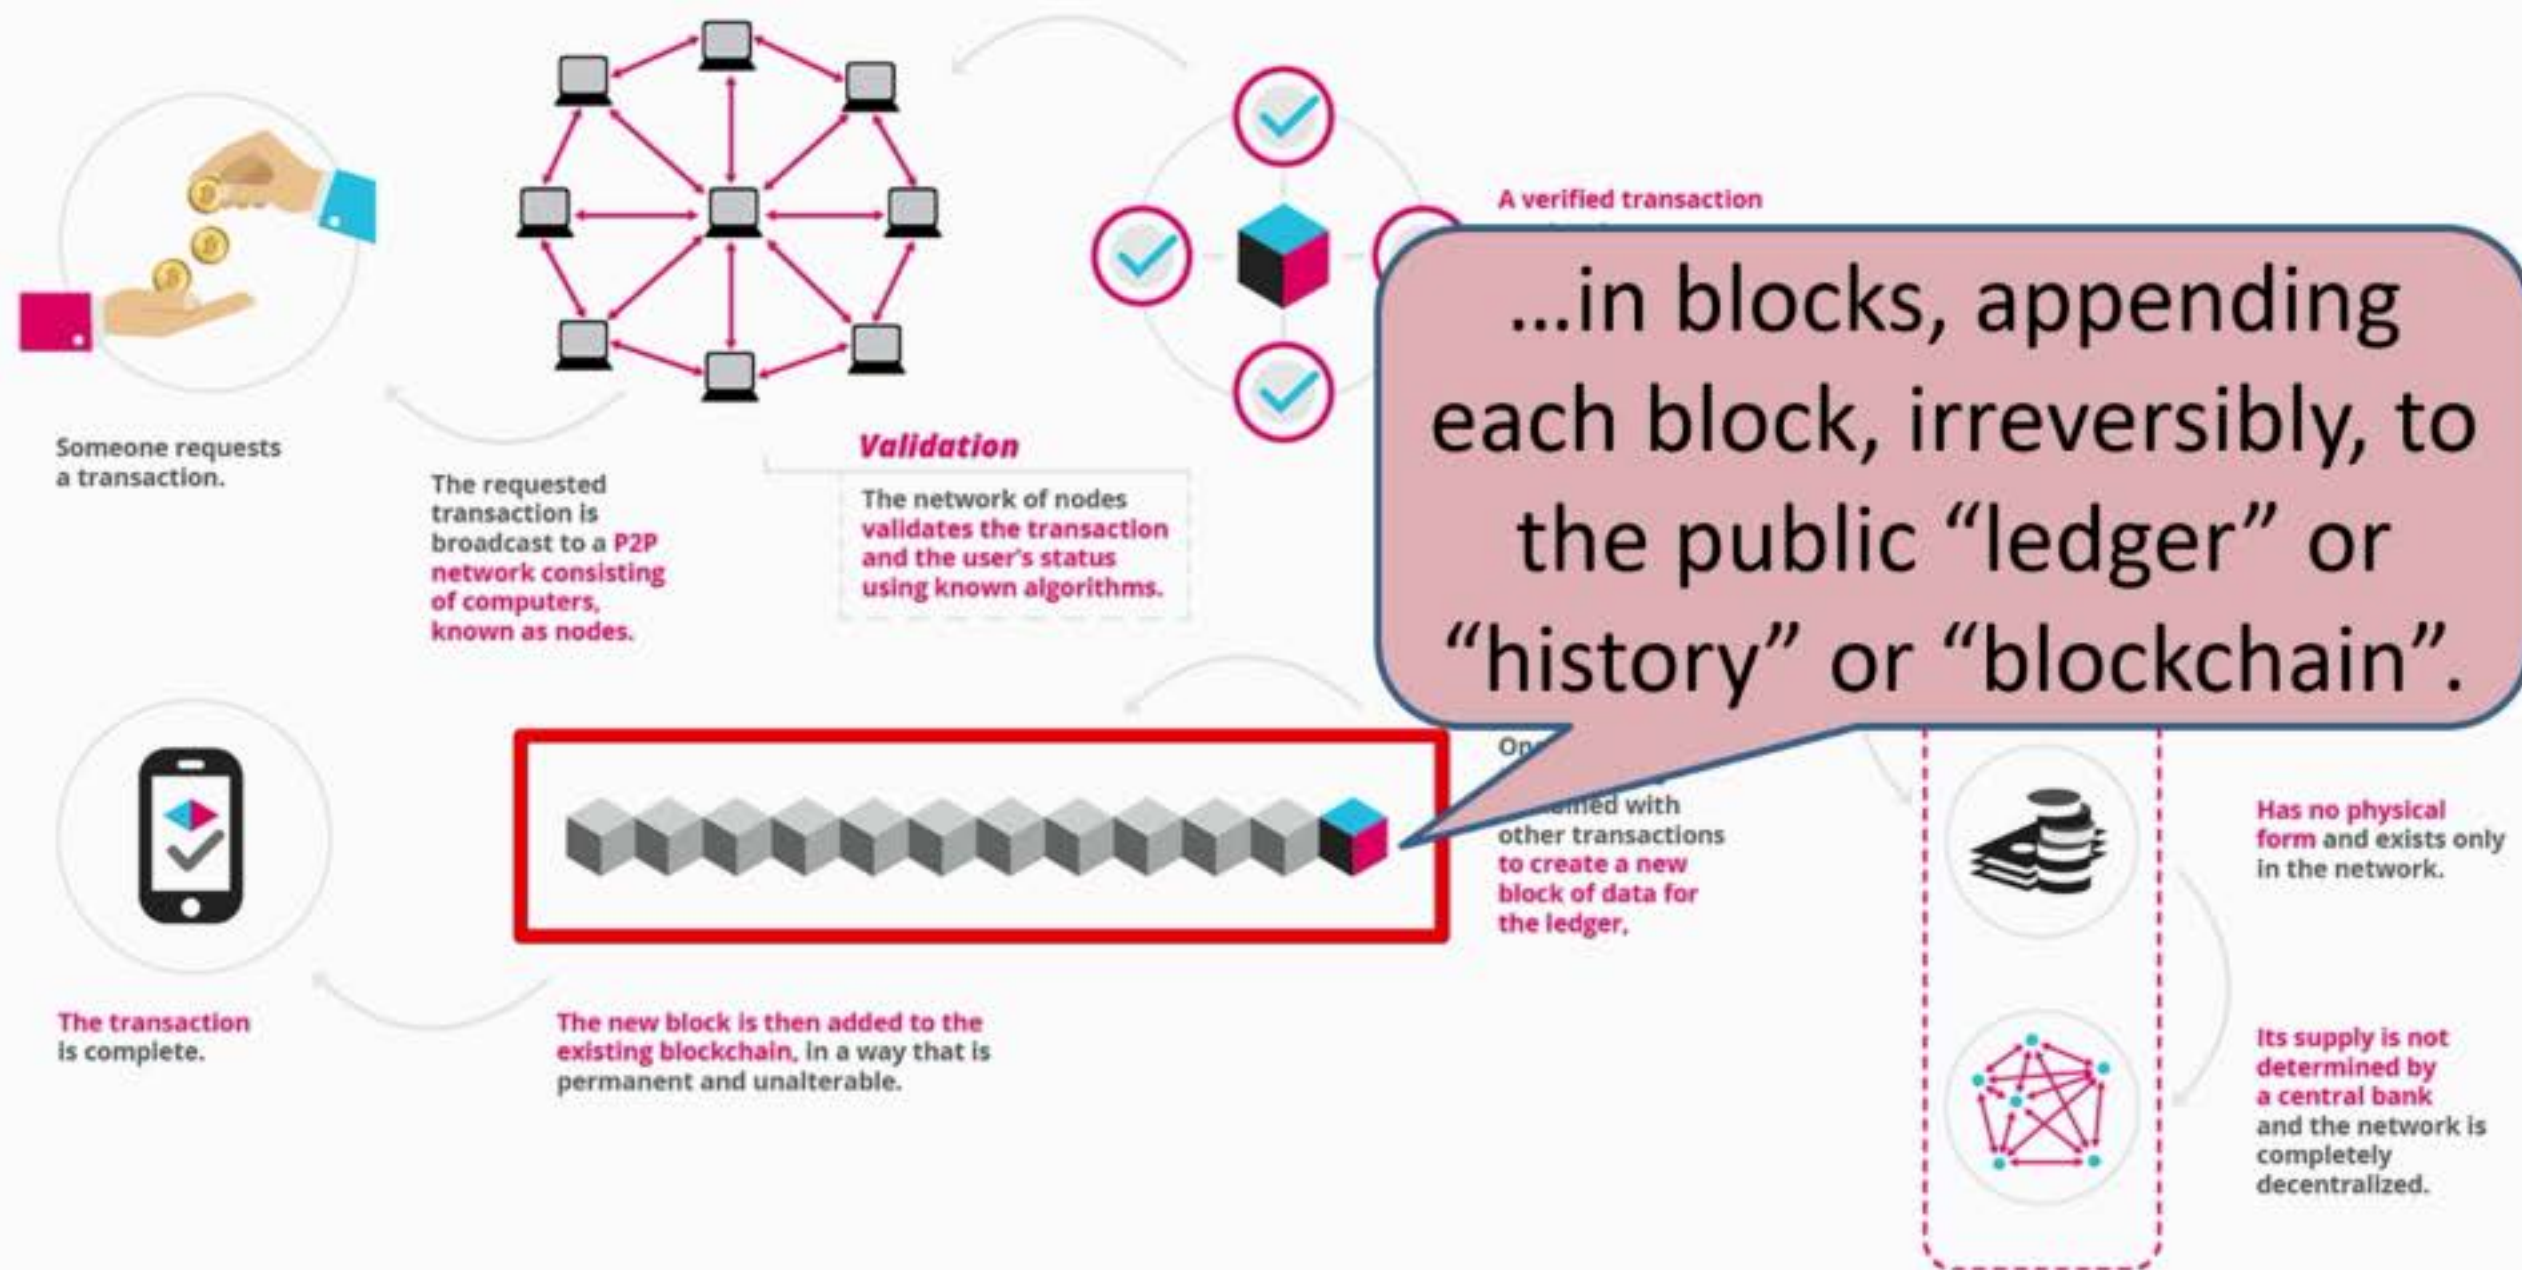 Someone requests
a transaction.
The requested
transaction is
broadcast to a P2P
network consisting
of computers,
known as nodes.
Validation
The network of nodes
validates the transaction
and the user's status
using known algorithms.
A verified transaction
...in blocks, appending
each block, irreversibly, to
the public “ledger” or
“history” or “blockchain”.
with
other transactions
to create a new
block of data for
the ledger,
Has no physical
form and exists only
in the network.
The transaction
is complete.
The new block is then added to the
existing blockchain, in a way that is
permanent and unalterable.
Its supply is not
determined by
a central bank
and the network is
completely
decentralized.